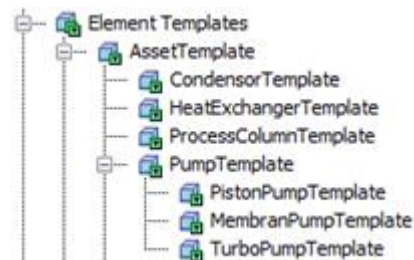 Element Templates
AssetTemplate
CondensorTemplate
HeatExchangerTemplate
ProcessColumnTemplate
PumpTemplate
PistonPumpTemplate
MembranPumpTemplate
TurboPumpTemplate